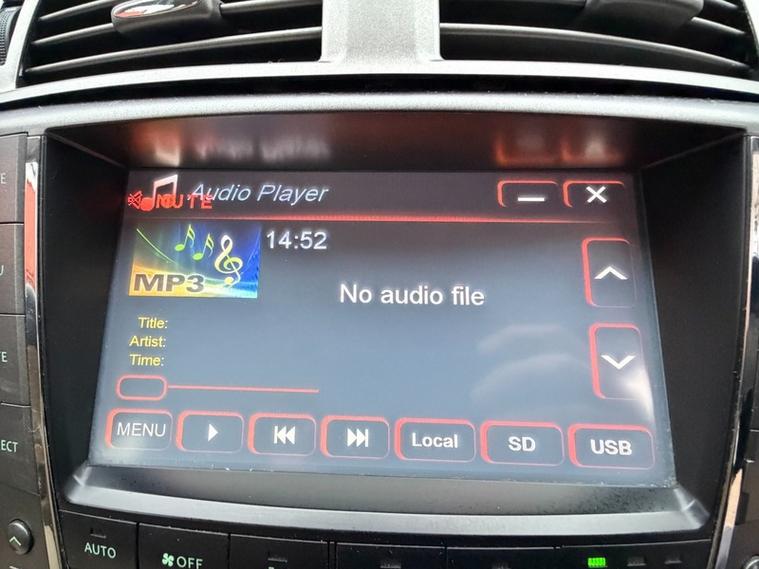 MUTE
Audio Player
14:52
MP3
No audio file
Title:
Artist:
Time:
MENU
Local
SD
USB
AUTO
OFF